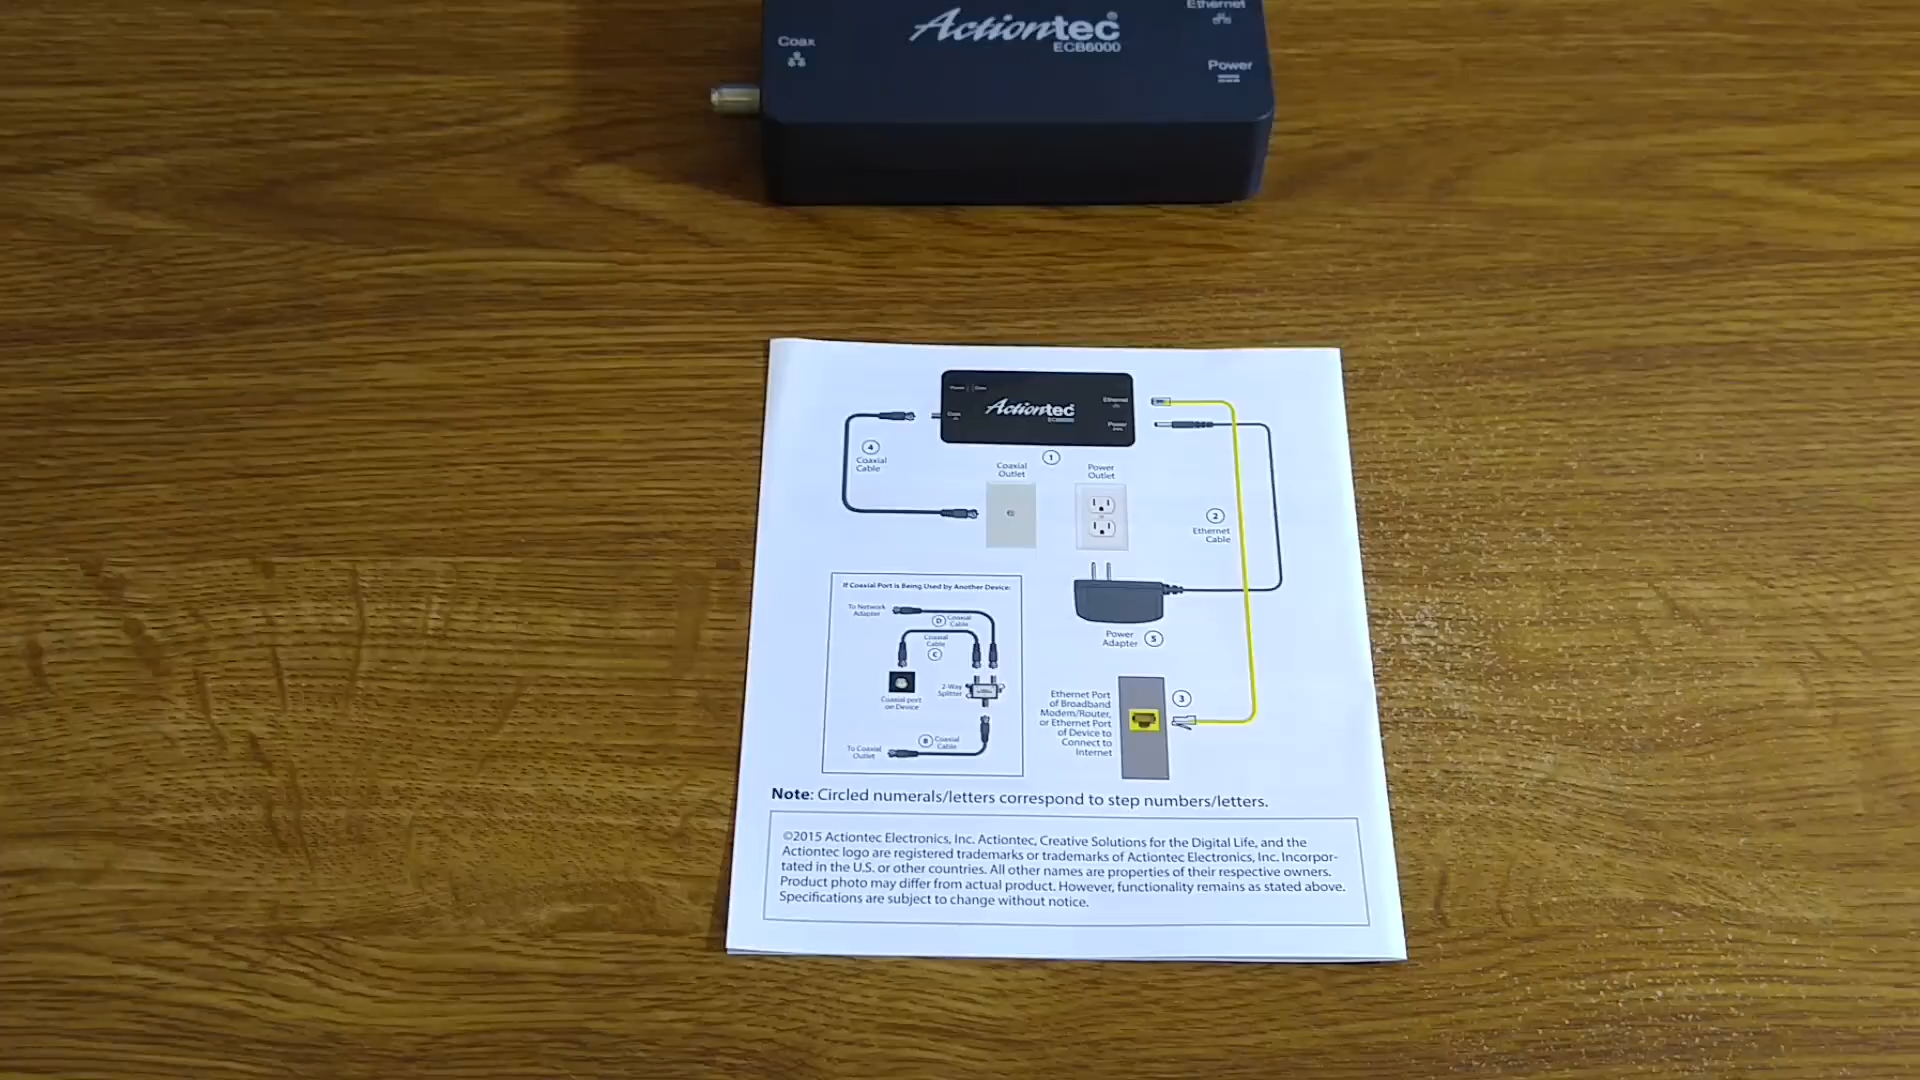 Ethernet
Actiontec®
ECB6000
Coax
Power
Power Coax
Actiontec
ECB6000
Ethernet
Coax
Power
4
Coaxial
Cable
1
Coaxial
Outlet
Power
Outlet
2
Ethernet
Cable
If Coaxial Port is Being Used by Another Device:
To Network
Adapter
D Coaxial
Cable
Coaxial
Cable
C
Coaxial port
on Device
2-Way
Splitter
B Coaxial
Cable
To Coaxial
Outlet
Power
Adapter 5
3
Ethernet Port
of Broadband
Modem/Router,
or Ethernet Port
of Device to
Connect to
Internet
Note: Circled numerals/letters correspond to step numbers/letters.
©2015 Actiontec Electronics, Inc. Actiontec, Creative Solutions for the Digital Life, and the
Actiontec logo are registered trademarks or trademarks of Actiontec Electronics, Inc. Incorpor-
tated in the U.S. or other countries. All other names are properties of their respective owners.
Product photo may differ from actual product. However, functionality remains as stated above.
Specifications are subject to change without notice.